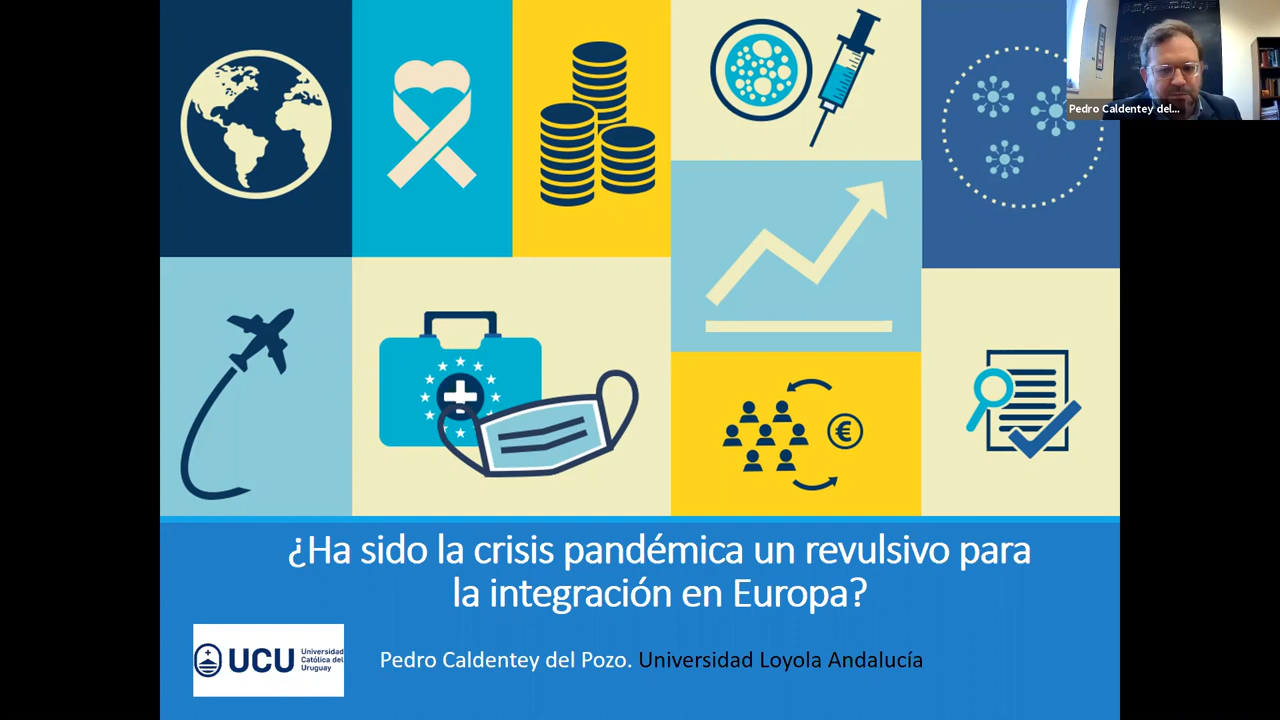 Pedro Caldentey del...
€
¿Ha sido la crisis pandémica un revulsivo para
la integración en Europa?
UCU
Universidad
Católica del
Uruguay
Pedro Caldentey del Pozo. Universidad Loyola Andalucía